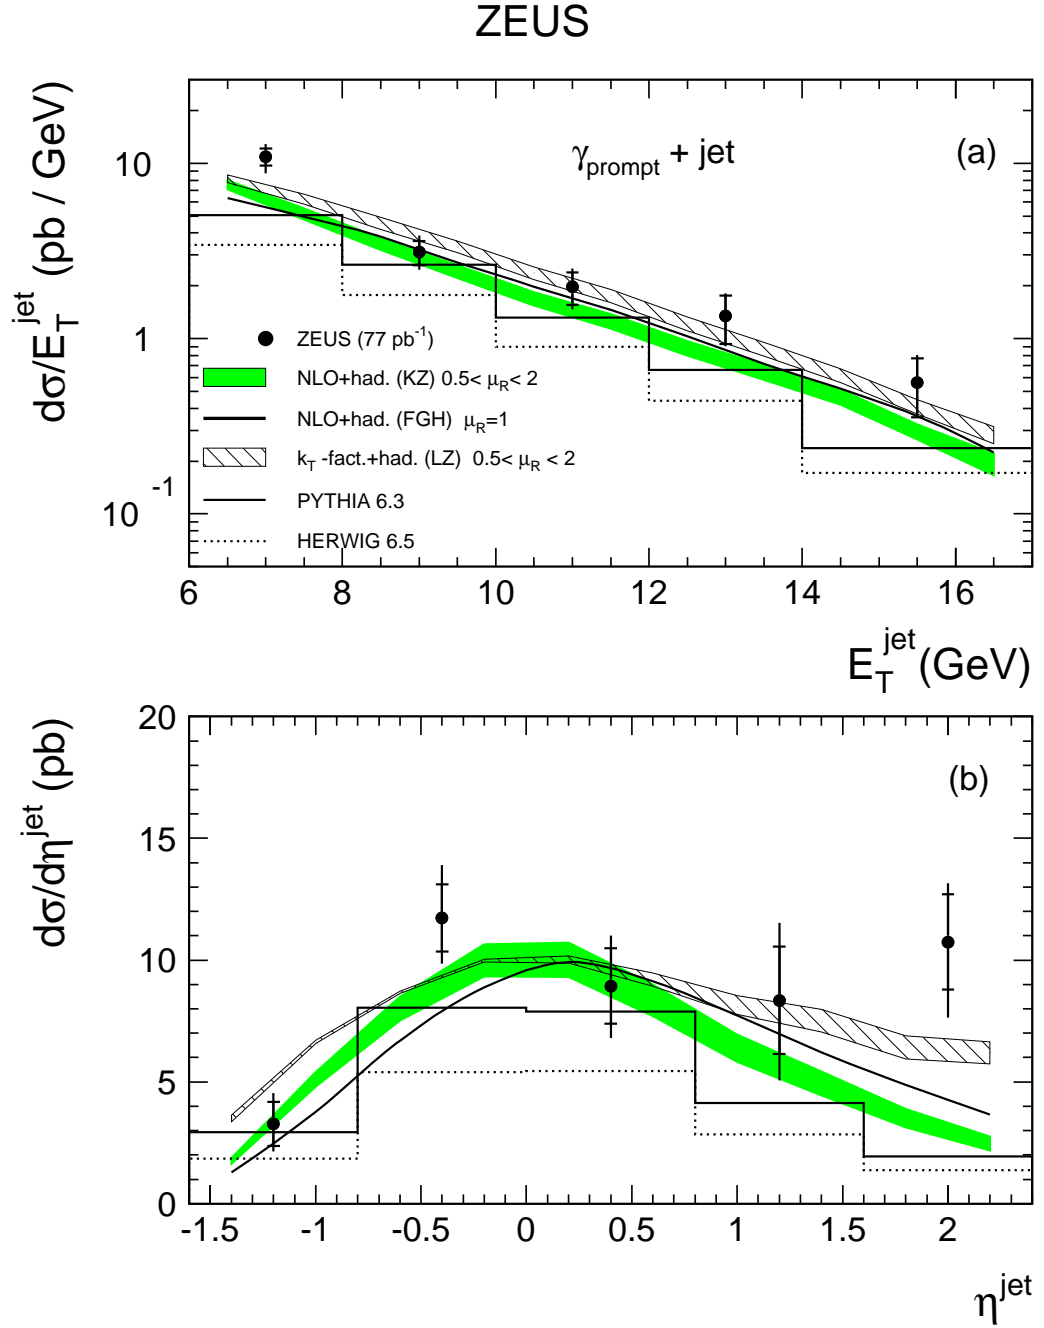 ZEUS
dσ/E_T^jet (pb / GeV)
γ_prompt + jet
(a)
10
1
10^-1
ZEUS (77 pb^-1)
NLO+had. (KZ) 0.5< μ_R< 2
NLO+had. (FGH) μ_R=1
k_T -fact.+had. (LZ) 0.5< μ_R < 2
PYTHIA 6.3
HERWIG 6.5
6 8 10 12 14 16
E_T^jet(GeV)
dσ/dη^jet (pb)
(b)
20
15
10
5
0
-1.5 -1 -0.5 0 0.5 1 1.5 2
η^jet